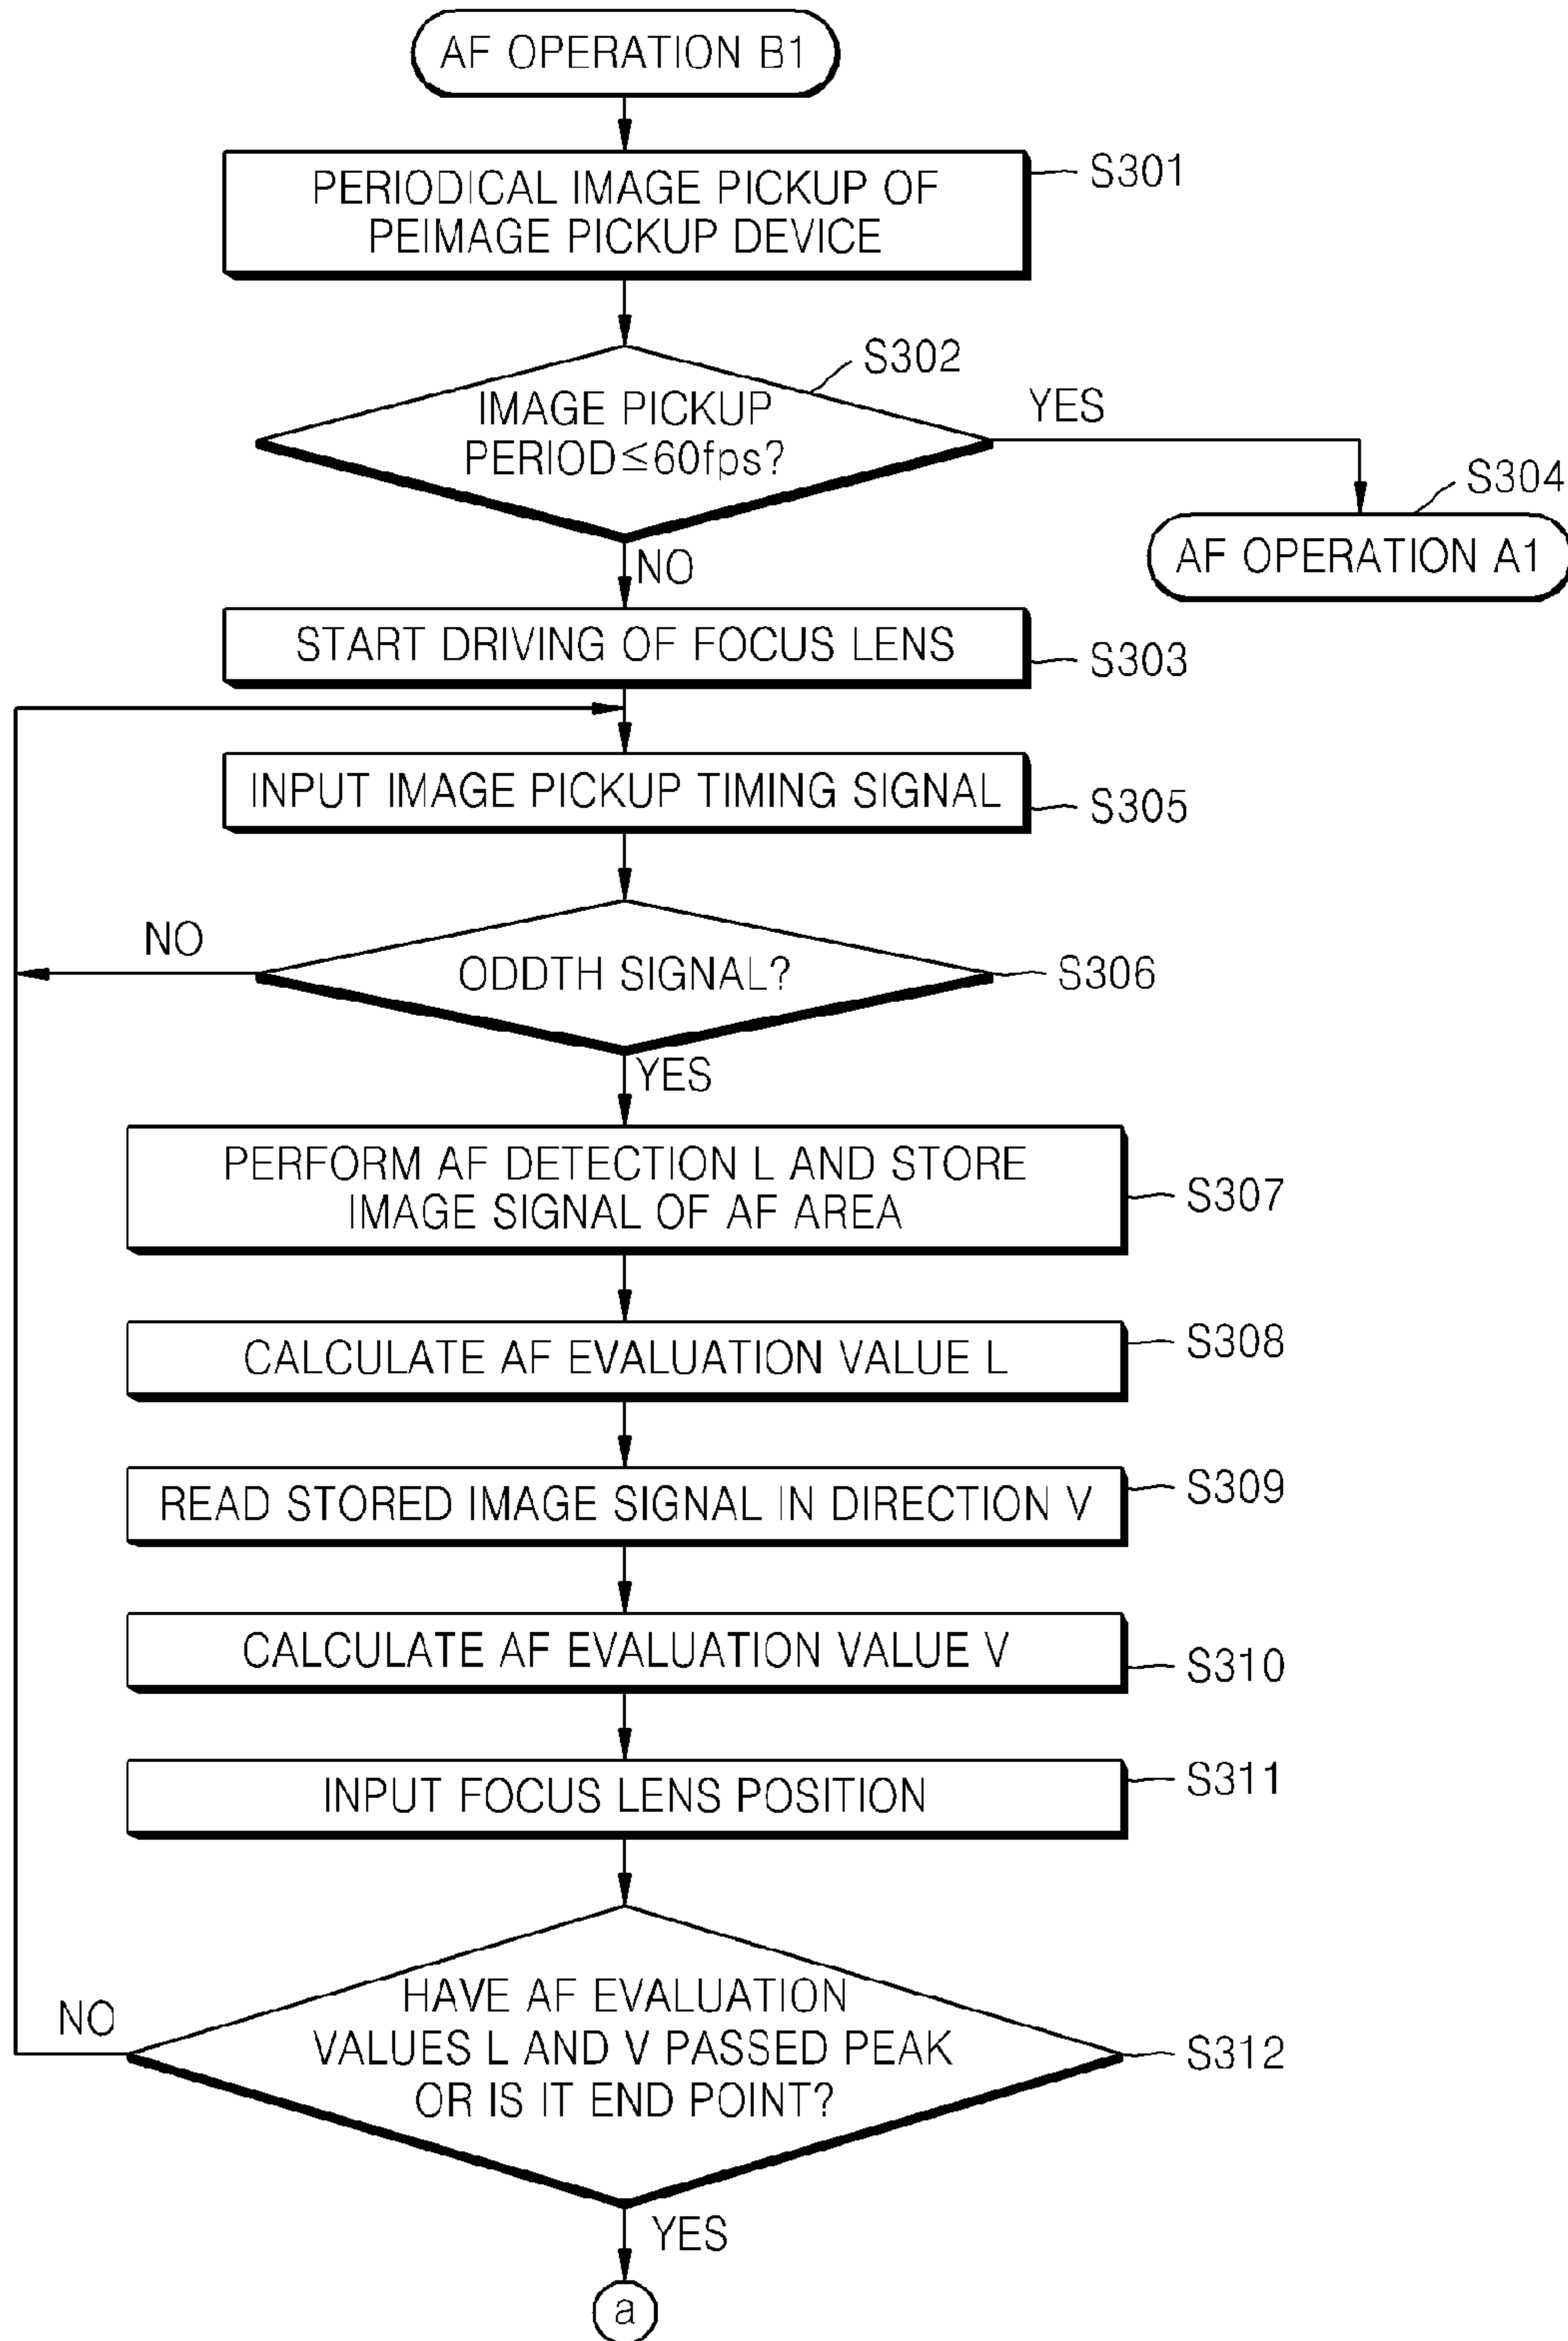 AF OPERATION B1
PERIODICAL IMAGE PICKUP OF
PEIMAGE PICKUP DEVICE
S301
IMAGE PICKUP
PERIOD≦60fps?
S302
YES
S304
AF OPERATION A1
NO
START DRIVING OF FOCUS LENS
S303
INPUT IMAGE PICKUP TIMING SIGNAL
S305
NO
ODDTH SIGNAL?
S306
YES
PERFORM AF DETECTION L AND STORE
IMAGE SIGNAL OF AF AREA
S307
CALCULATE AF EVALUATION VALUE L
S308
READ STORED IMAGE SIGNAL IN DIRECTION V
S309
CALCULATE AF EVALUATION VALUE V
S310
INPUT FOCUS LENS POSITION
S311
NO
HAVE AF EVALUATION
VALUES L AND V PASSED PEAK
OR IS IT END POINT?
S312
YES
a